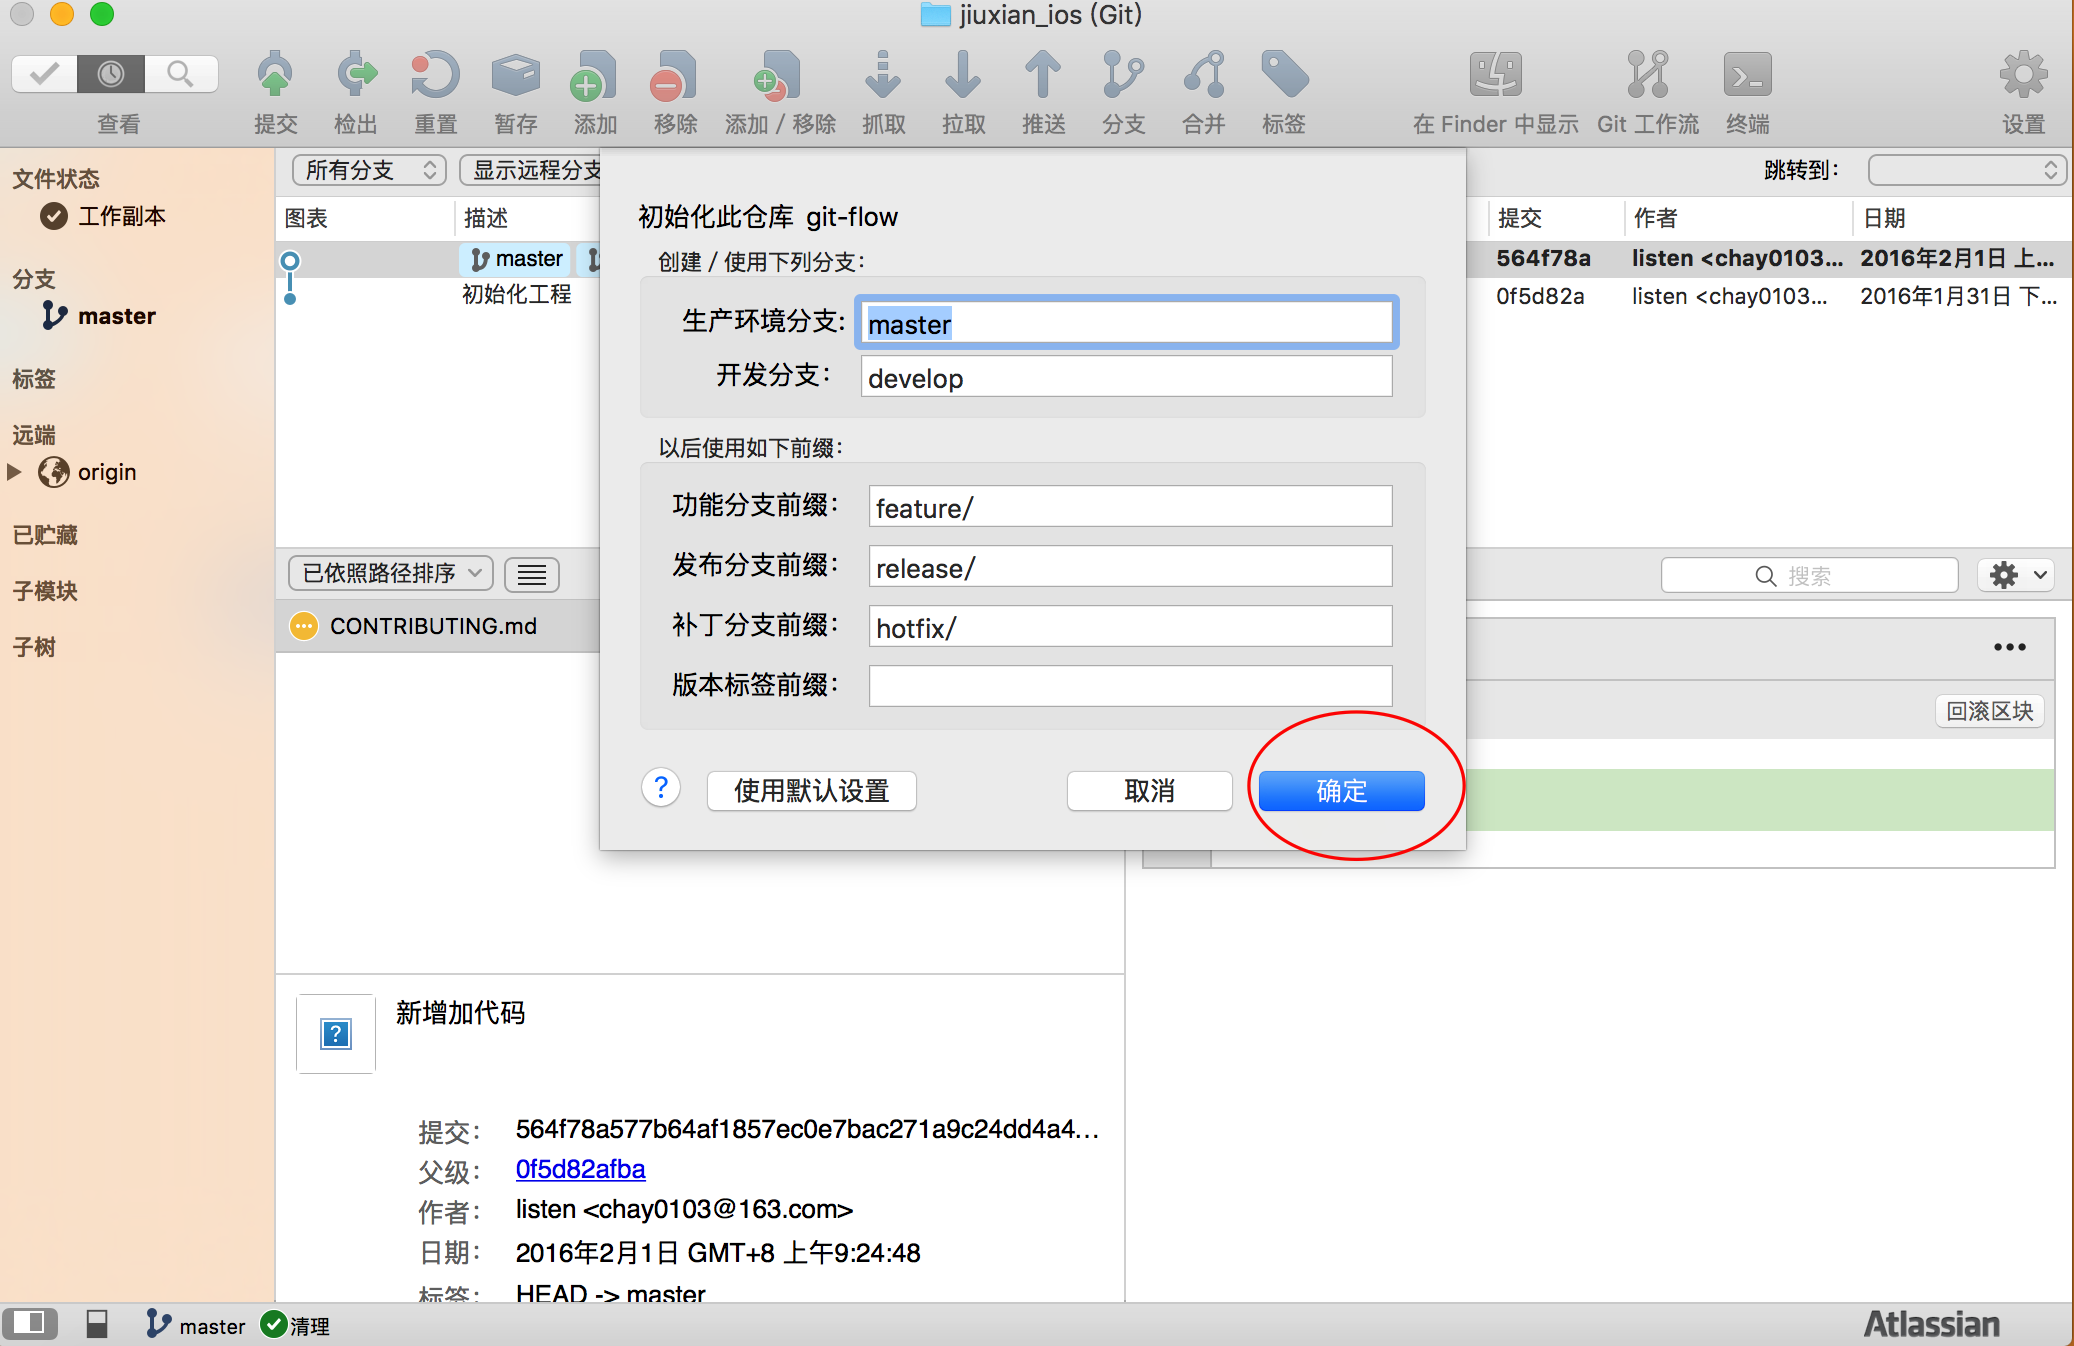 jiuxian_ios (Git)
查看 提交 检出 重置 暂存 添加 移除 添加 / 移除 抓取 拉取 推送 分支 合并 标签 在 Finder 中显示 Git 工作流 终端 设置
文件状态
工作副本
分支
master
标签
远端
origin
已贮藏
子模块
子树
所有分支 显示远程分支 跳转到:
图表 描述 提交 作者 日期
master 564f78a listen <chay0103... 2016年2月1日 上...
初始化工程 0f5d82a listen <chay0103... 2016年1月31日 下...
初始化此仓库 git-flow
创建 / 使用下列分支:
生产环境分支: master
开发分支: develop
以后使用如下前缀:
功能分支前缀: feature/
发布分支前缀: release/
补丁分支前缀: hotfix/
版本标签前缀:
? 使用默认设置 取消 确定
已依照路径排序 搜索
CONTRIBUTING.md
回滚区块
? 新增加代码
提交: 564f78a577b64af1857ec0e7bac271a9c24dd4a4...
父级: 0f5d82afba
作者: listen <chay0103@163.com>
日期: 2016年2月1日 GMT+8 上午9:24:48
标签: HEAD -> master
master 清理 Atlassian